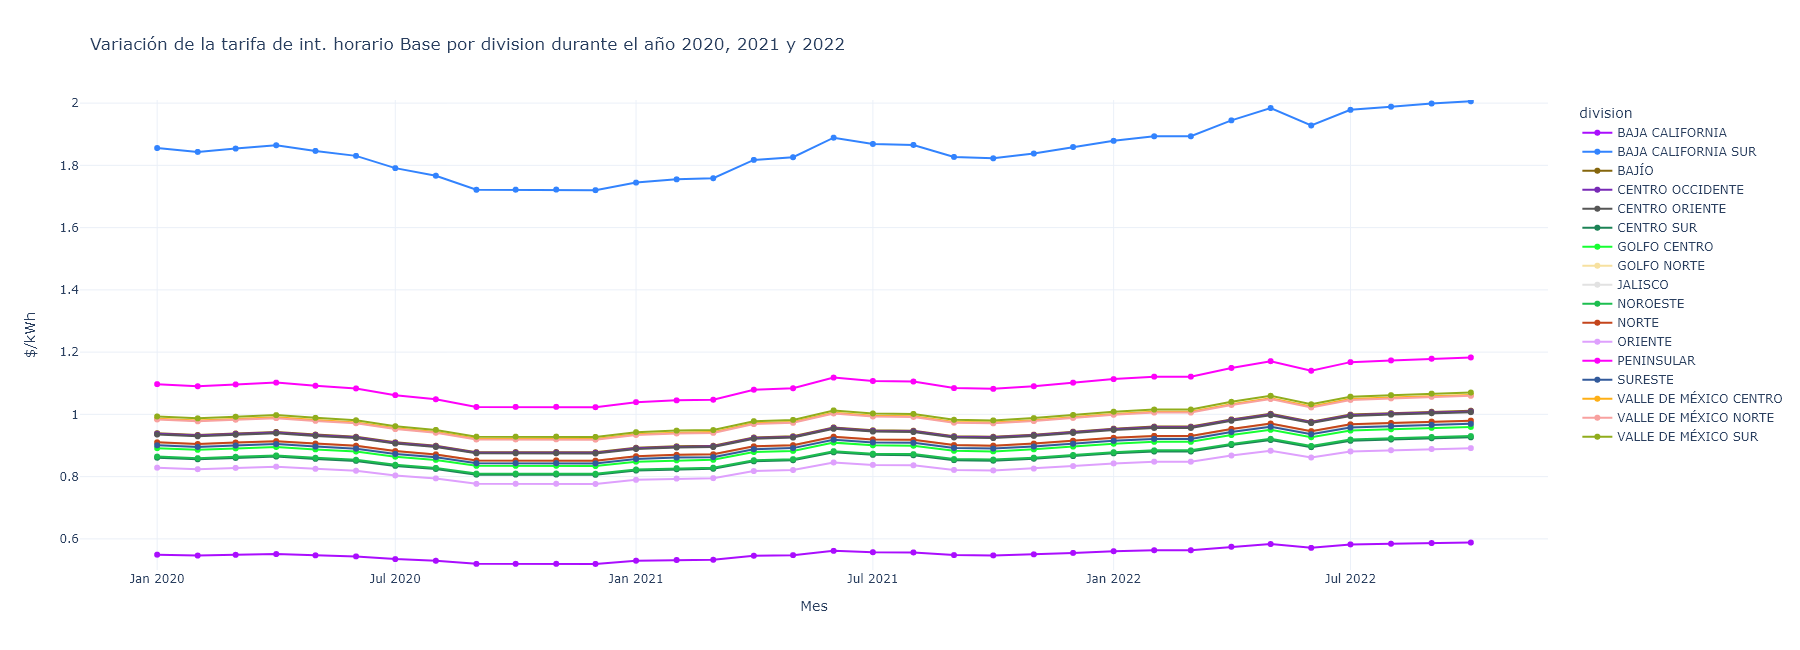 Variación de la tarifa de int. horario Base por division durante el año 2020, 2021 y 2022
2
1.8
1.6
1.4
1.2
1
0.8
0.6
$/kWh
Jan 2020
Jul 2020
Jan 2021
Jul 2021
Jan 2022
Jul 2022
Mes
division
BAJA CALIFORNIA
BAJA CALIFORNIA SUR
BAJÍO
CENTRO OCCIDENTE
CENTRO ORIENTE
CENTRO SUR
GOLFO CENTRO
GOLFO NORTE
JALISCO
NOROESTE
NORTE
ORIENTE
PENINSULAR
SURESTE
VALLE DE MÉXICO CENTRO
VALLE DE MÉXICO NORTE
VALLE DE MÉXICO SUR